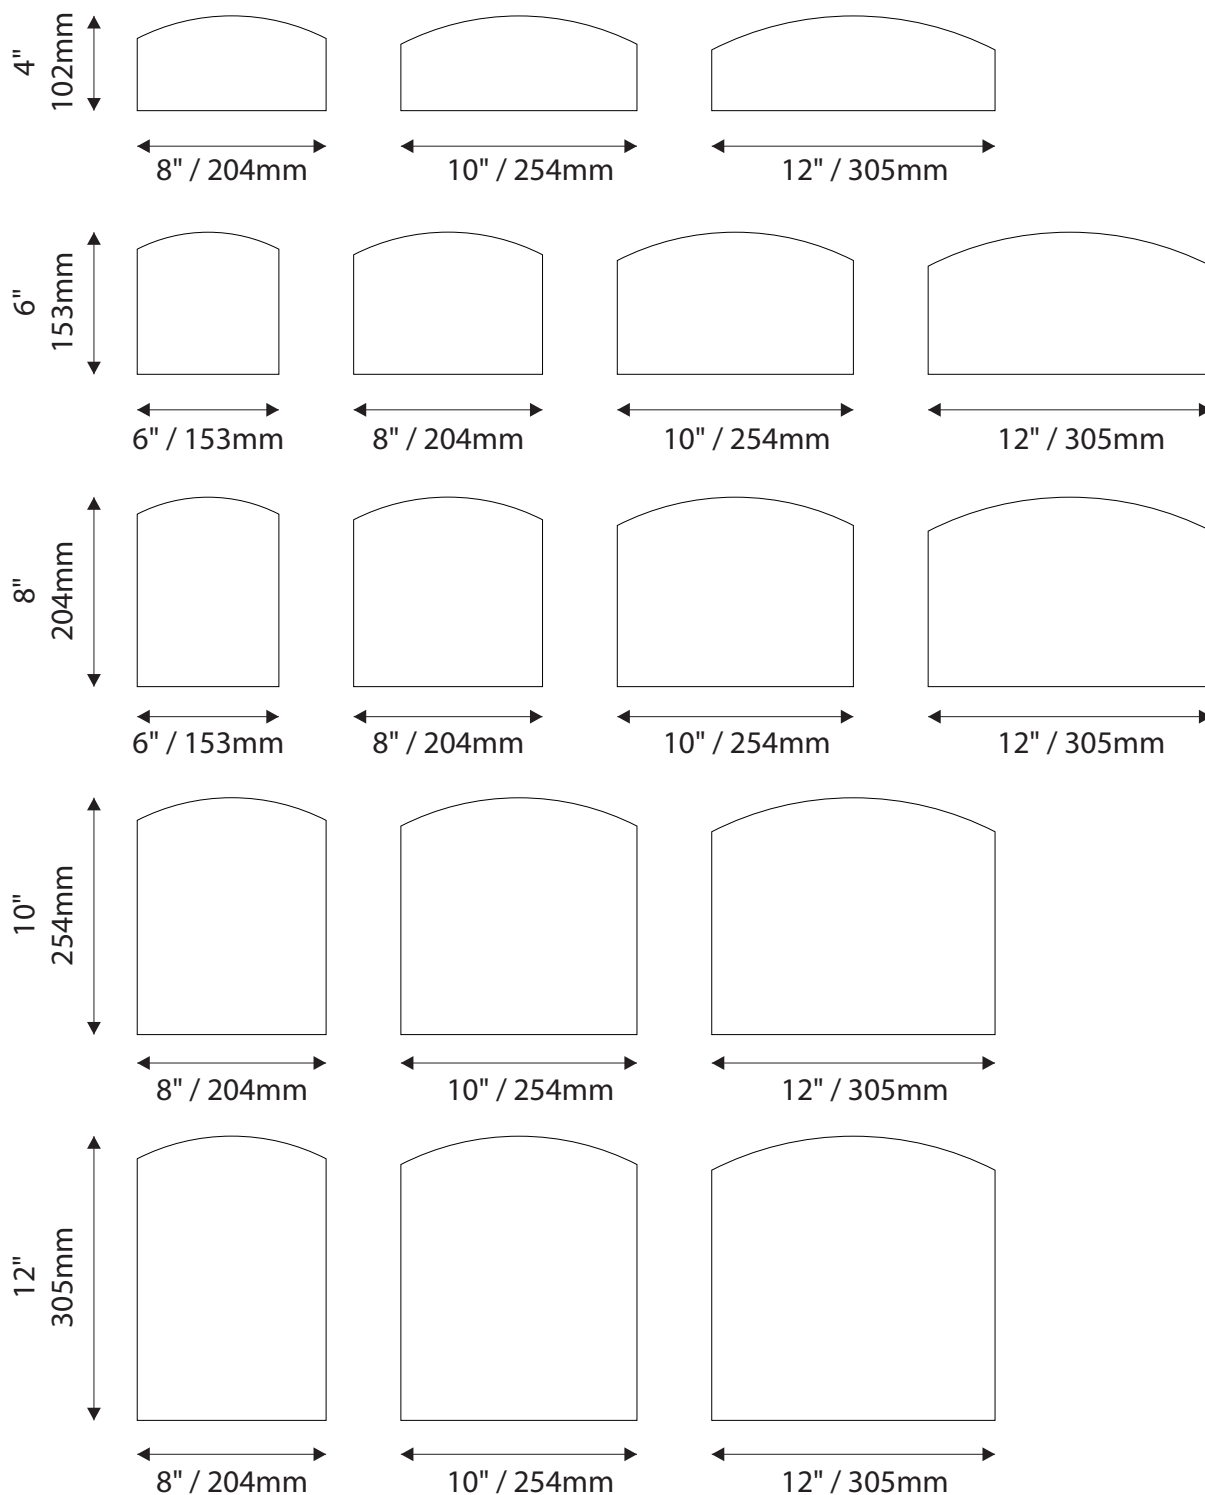 4"
102mm
8" / 204mm
10" / 254mm
12" / 305mm
6"
153mm
6" / 153mm
8" / 204mm
10" / 254mm
12" / 305mm
8"
204mm
6" / 153mm
8" / 204mm
10" / 254mm
12" / 305mm
10"
254mm
8" / 204mm
10" / 254mm
12" / 305mm
12"
305mm
8" / 204mm
10" / 254mm
12" / 305mm